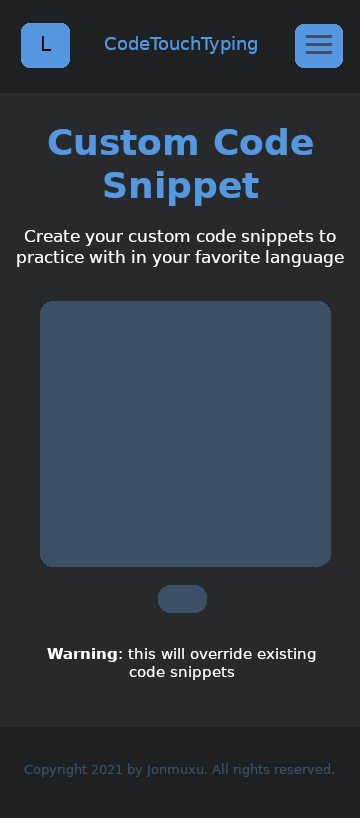 L
CodeTouchTyping
Custom Code
Snippet
Create your custom code snippets to
practice with in your favorite language
Warning: this will override existing
code snippets
Copyright 2021 by Jonmuxu. All rights reserved.